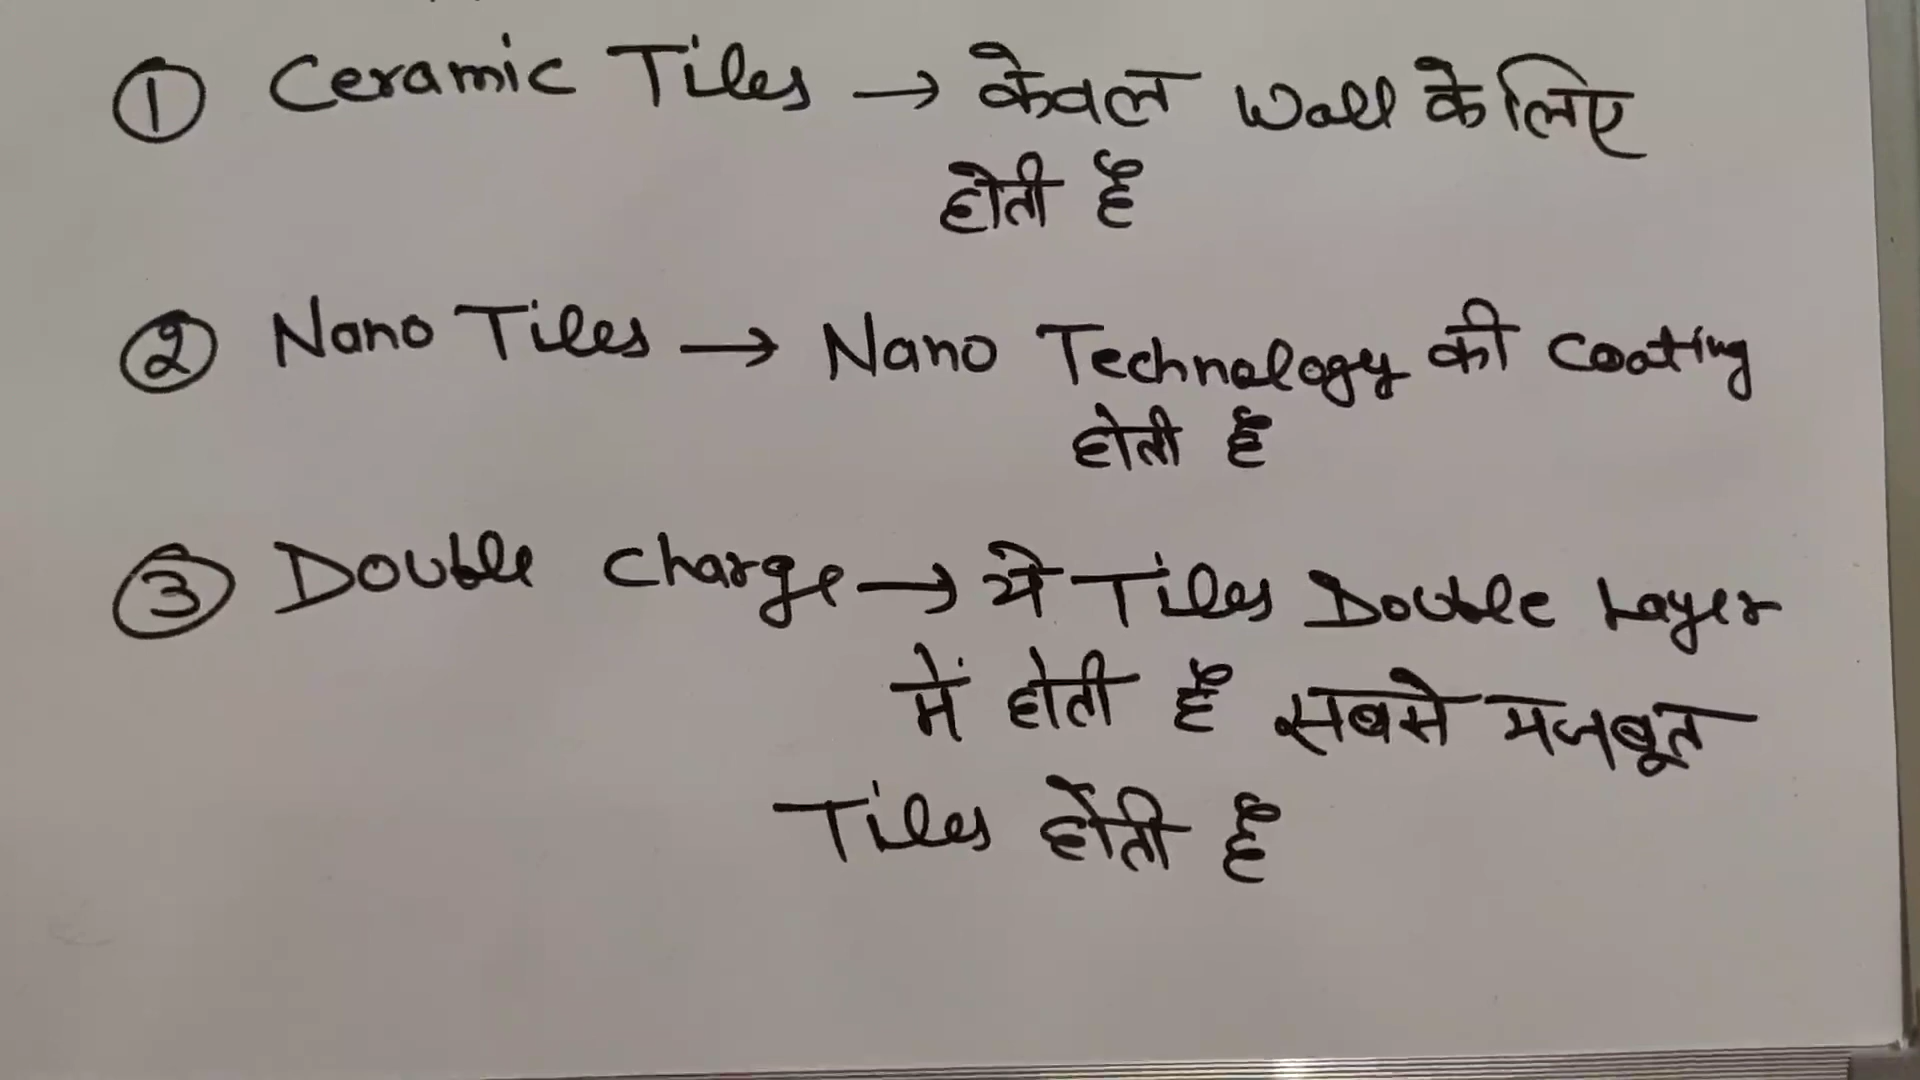 ① Ceramic Tiles → केवल Wall के लिए
होती है
② Nano Tiles → Nano Technology की Coating
होती है
③ Double Charge → ये Tiles Double Layer
में होती है सबसे मजबूत
Tiles होती है